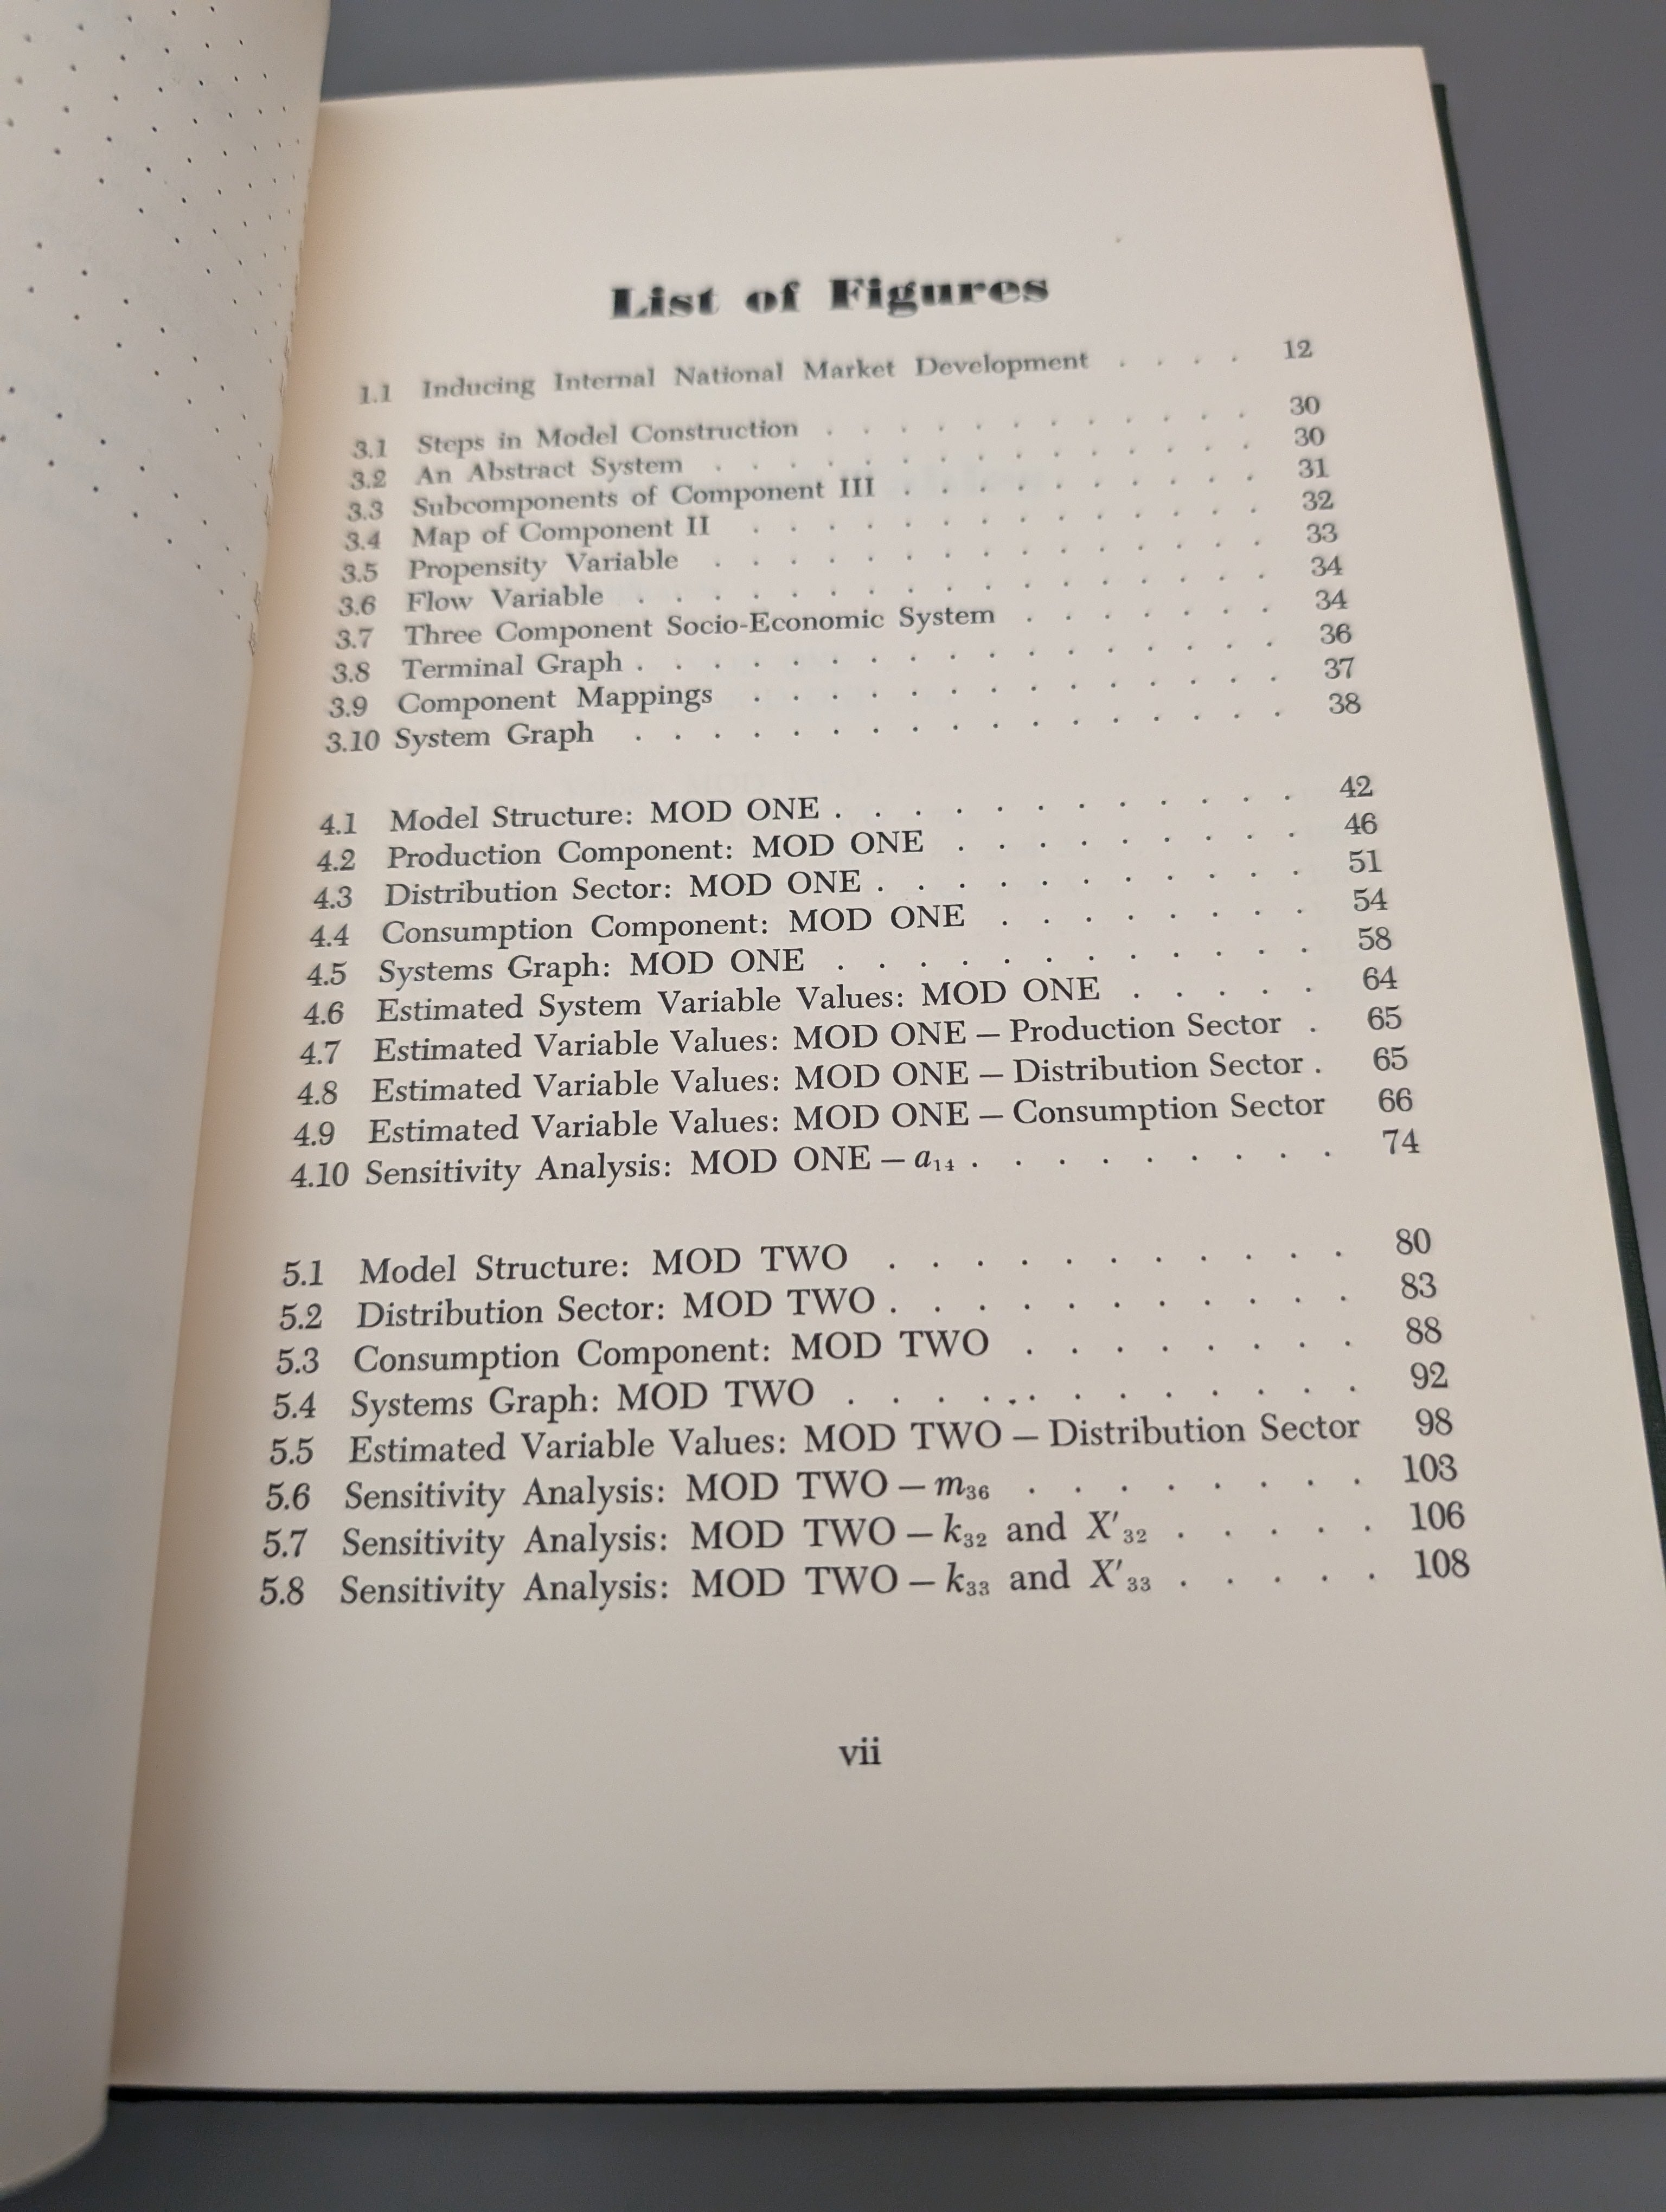 List of Figures
1.1 Inducing Internal National Market Development . . . . 12
3.1 Steps in Model Construction . . . . . . . . . . . . 30
3.2 An Abstract System . . . . . . . . . . . . . . . 30
3.3 Subcomponents of Component III . . . . . . . . . . 31
3.4 Map of Component II . . . . . . . . . . . . . . 32
3.5 Propensity Variable . . . . . . . . . . . . . . . 33
3.6 Flow Variable . . . . . . . . . . . . . . . . . 34
3.7 Three Component Socio-Economic System . . . . . . . 34
3.8 Terminal Graph . . . . . . . . . . . . . . . . . 36
3.9 Component Mappings . . . . . . . . . . . . . . 37
3.10 System Graph . . . . . . . . . . . . . . . . . 38
4.1 Model Structure: MOD ONE . . . . . . . . . . . . 42
4.2 Production Component: MOD ONE . . . . . . . . . 46
4.3 Distribution Sector: MOD ONE . . . . . . . . . . . 51
4.4 Consumption Component: MOD ONE . . . . . . . . 54
4.5 Systems Graph: MOD ONE . . . . . . . . . . . . 58
4.6 Estimated System Variable Values: MOD ONE . . . . . 64
4.7 Estimated Variable Values: MOD ONE — Production Sector . 65
4.8 Estimated Variable Values: MOD ONE — Distribution Sector . 65
4.9 Estimated Variable Values: MOD ONE — Consumption Sector 66
4.10 Sensitivity Analysis: MOD ONE — a₁₄ . . . . . . . . . 74
5.1 Model Structure: MOD TWO . . . . . . . . . . . 80
5.2 Distribution Sector: MOD TWO . . . . . . . . . . . 83
5.3 Consumption Component: MOD TWO . . . . . . . . 88
5.4 Systems Graph: MOD TWO . . . . . . . . . . . . 92
5.5 Estimated Variable Values: MOD TWO — Distribution Sector 98
5.6 Sensitivity Analysis: MOD TWO — m₃₆ . . . . . . . . 103
5.7 Sensitivity Analysis: MOD TWO — k₃₂ and X′₃₂ . . . . . 106
5.8 Sensitivity Analysis: MOD TWO — k₃₃ and X′₃₃ . . . . . 108
vii